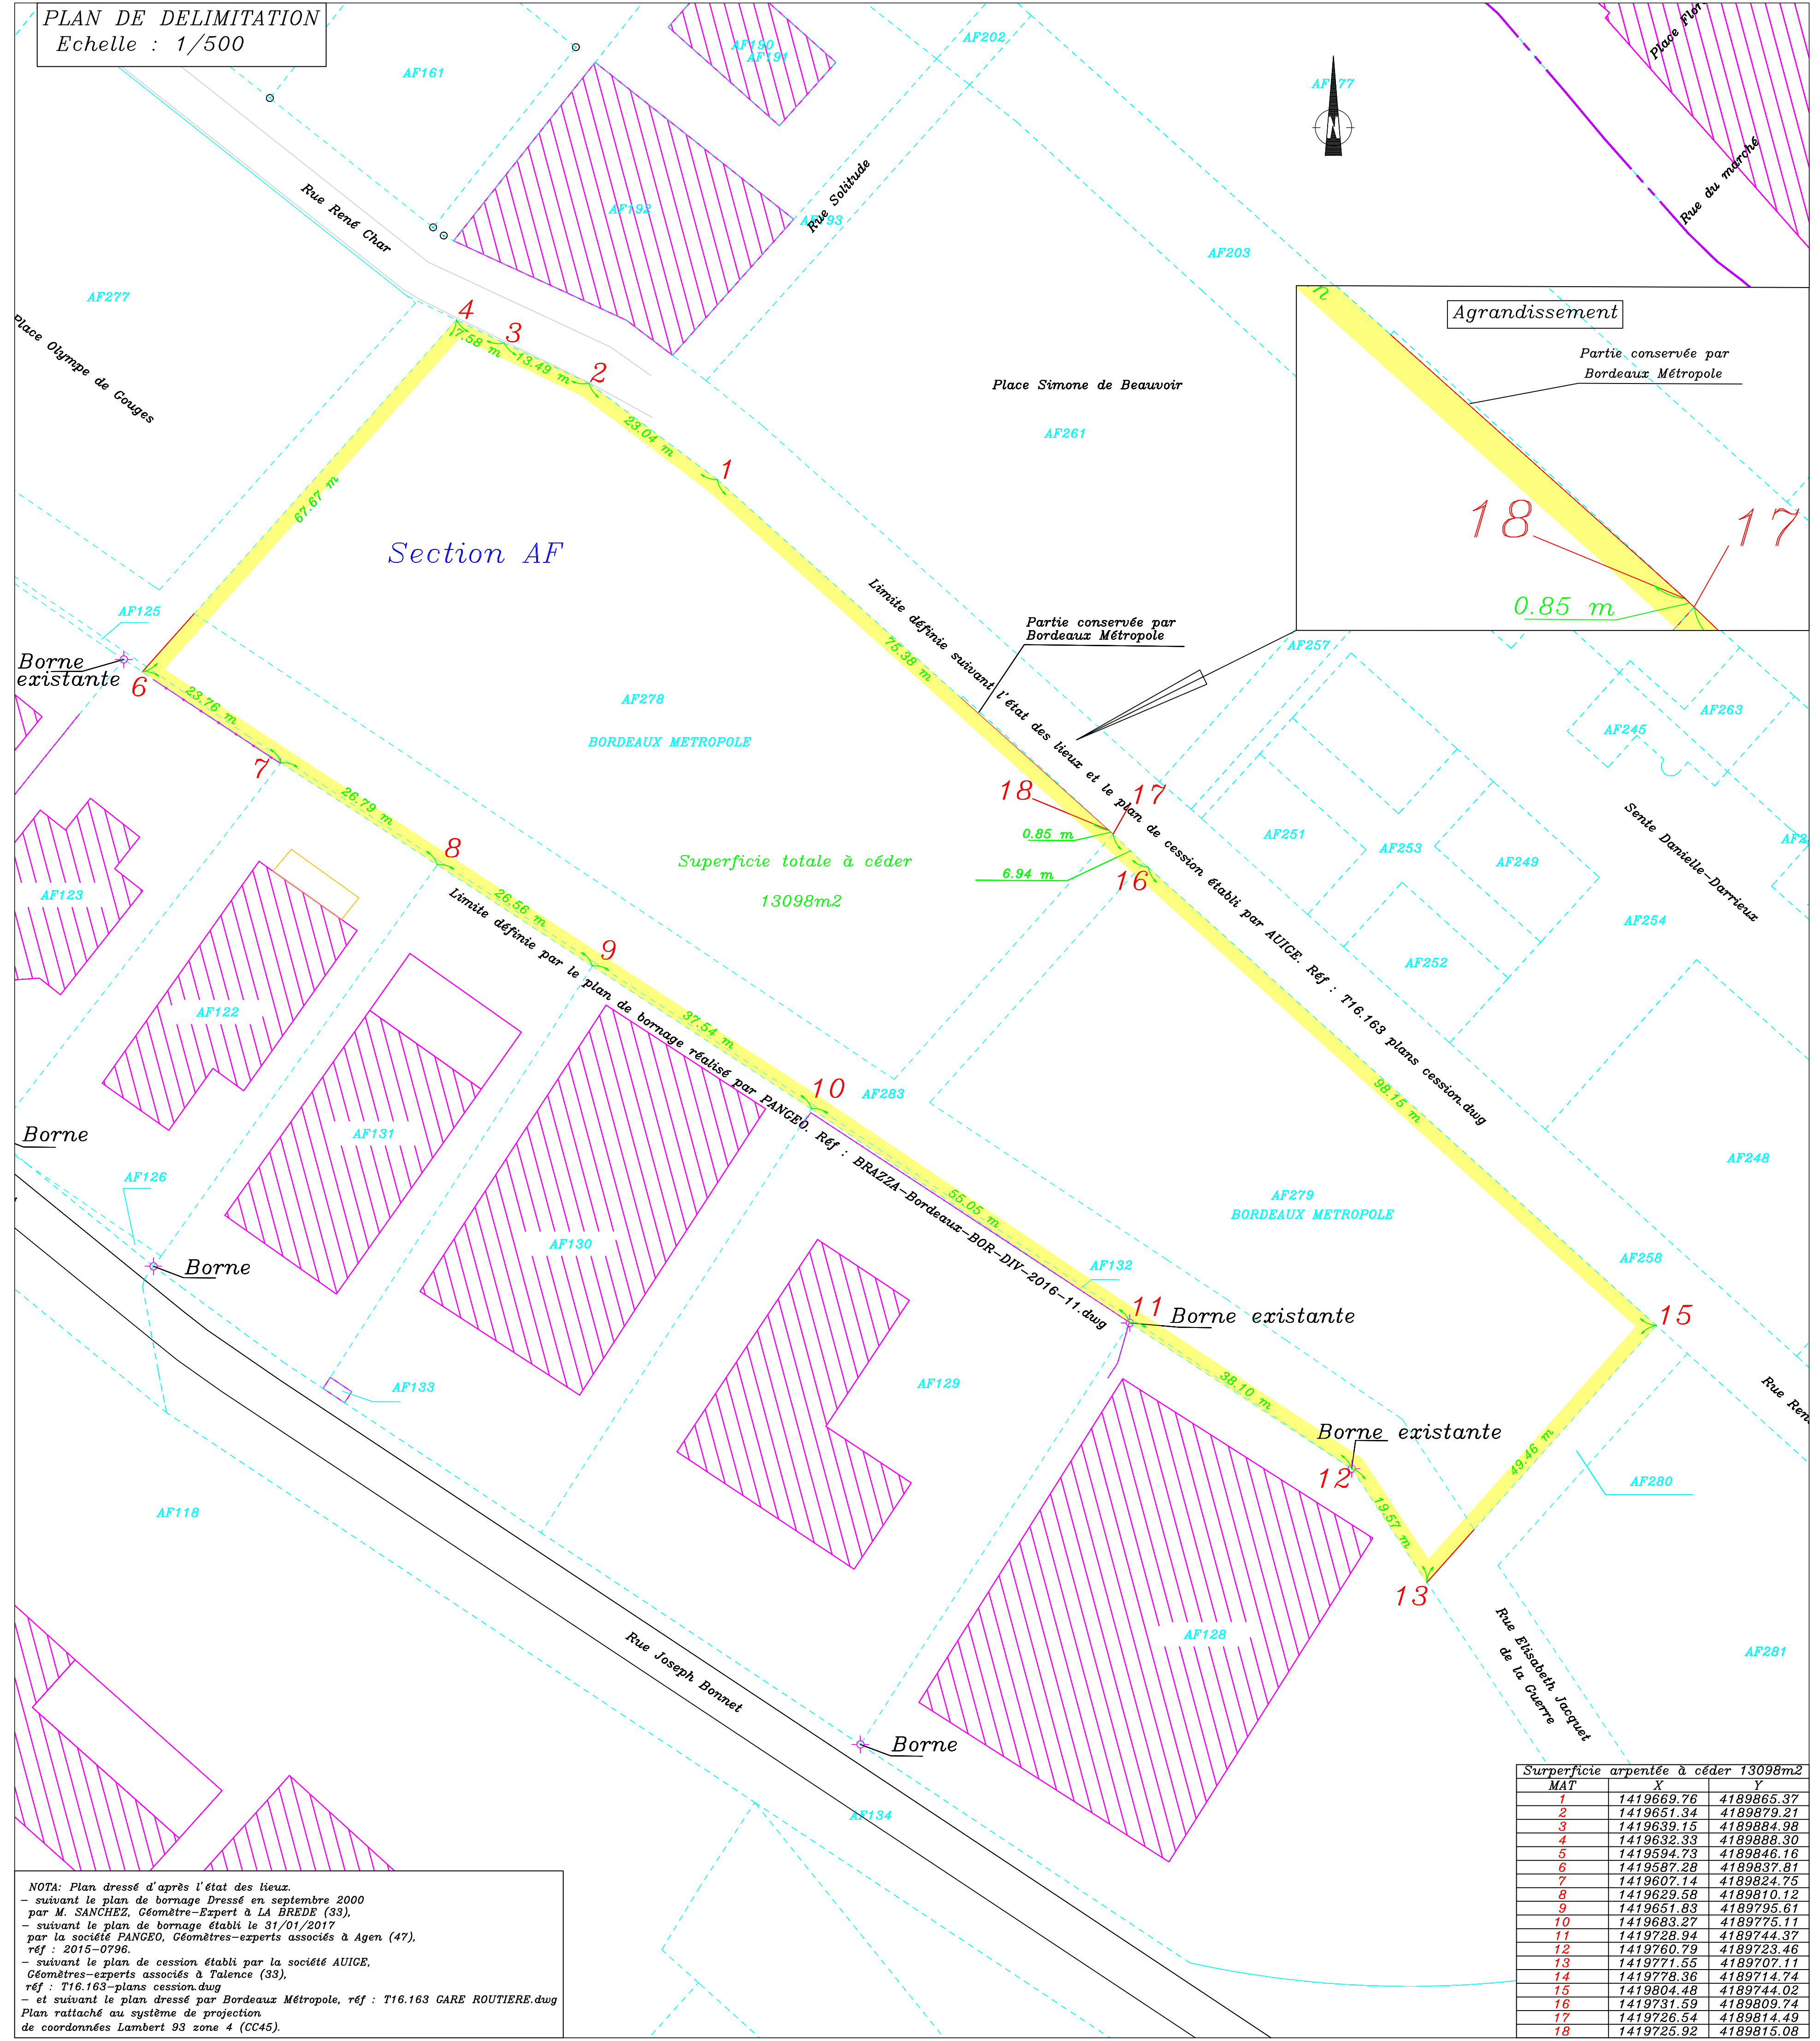 PLAN DE DELIMITATION
Echelle : 1/500
AF161
AF190
AF191
AF202
AF192
Rue Solitude
Rue René Char
AF277
Place Olympe de Gouges
AF203
Rue du marché
Agrandissement
Partie conservée par
Bordeaux Métropole
18
17
0.85 m
4
3
2
1
7.58 m
13.49 m
23.04 m
67.67 m
75.38 m
Place Simone de Beauvoir
AF261
Section AF
AF125
Borne
existante
6
23.76 m
7
26.79 m
8
26.56 m
9
37.54 m
10
55.05 m
11
Borne existante
38.10 m
Borne existante
12
19.57 m
13
49.46 m
15
98.15 m
16
6.94 m
0.85 m
18
17
Partie conservée par
Bordeaux Métropole
Limite définie suivant l'état des lieux et le plan de cession établi par AUIGE. Réf : T16.163 plans cession.dwg
AF278
BORDEAUX METROPOLE
Superficie totale à céder
13098m2
AF257
AF263
AF245
AF251
AF253
AF249
AF252
AF254
Sente Danielle-Darrieux
AF248
AF258
AF279
BORDEAUX METROPOLE
AF283
AF132
Limite définie par le plan de bornage réalisé par PANGEO. Réf : BRAZZA-Bordeaux-BOR-DIV-2016-11.dwg
AF123
AF122
AF131
AF130
AF129
AF128
Borne
AF126
Borne
AF133
AF118
Rue Joseph Bonnet
Borne
AF134
AF280
AF281
Rue Elisabeth Jacquet
de la Guerre
NOTA: Plan dressé d'après l'état des lieux.
- suivant le plan de bornage Dressé en septembre 2000
par M. SANCHEZ, Géomètre-Expert à LA BREDE (33),
- suivant le plan de bornage établi le 31/01/2017
par la société PANGEO, Géomètres-experts associés à Agen (47),
réf : 2015-0796.
- suivant le plan de cession établi par la société AUIGE,
Géomètres-experts associés à Talence (33),
réf : T16.163-plans cession.dwg
- et suivant le plan dressé par Bordeaux Métropole, réf : T16.163 GARE ROUTIERE.dwg
Plan rattaché au système de projection
de coordonnées Lambert 93 zone 4 (CC45).
Surperficie arpentée à céder 13098m2
MAT X Y
1 1419669.76 4189865.37
2 1419651.34 4189879.21
3 1419639.15 4189884.98
4 1419632.33 4189888.30
5 1419594.73 4189846.16
6 1419587.28 4189837.81
7 1419607.14 4189824.75
8 1419629.58 4189810.12
9 1419651.83 4189795.61
10 1419683.27 4189775.11
11 1419728.94 4189744.37
12 1419760.79 4189723.46
13 1419771.55 4189707.11
14 1419778.36 4189714.74
15 1419804.48 4189744.02
16 1419731.59 4189809.74
17 1419726.54 4189814.49
18 1419725.92 4189815.08